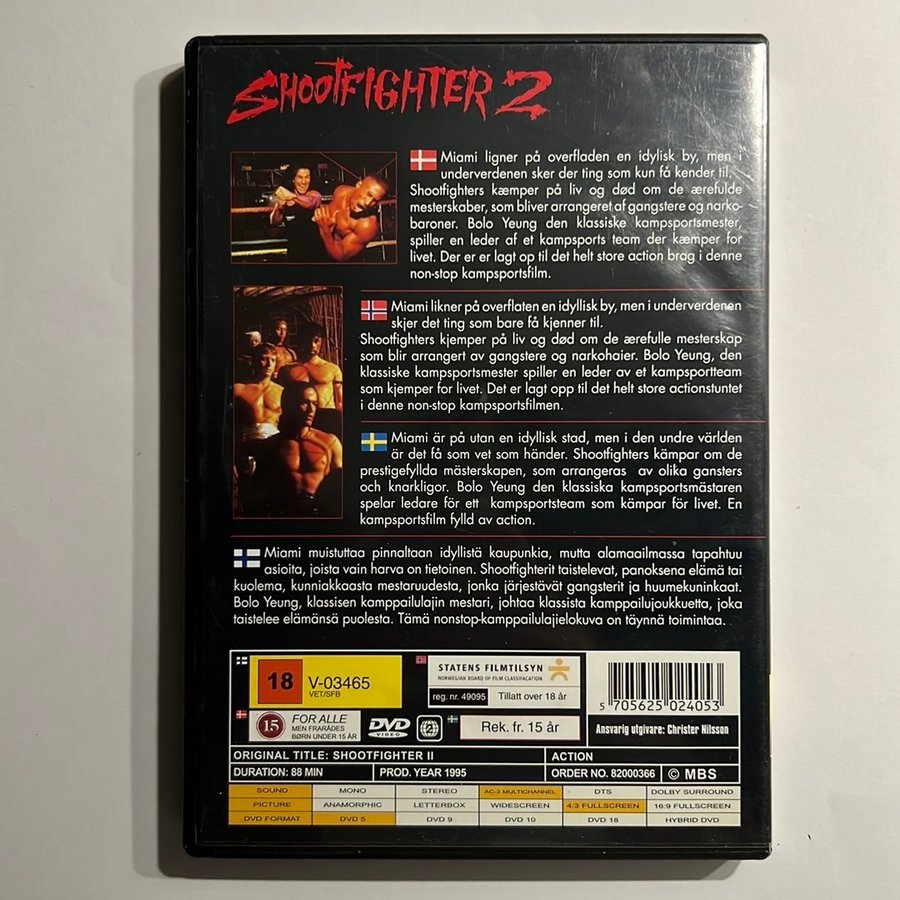 SHOOTFIGHTER 2
Miami ligner på overfladen en idylisk by, men i
underverdenen sker der ting som kun få kender til.
Shootfighters kæmper på liv og død om de ærefulde
mesterskaber, som bliver arrangeret af gangstere og narko-
baroner. Bolo Yeung den klassiske kampsportsmester,
spiller en leder af et kampsports team der kæmper for
livet. Der er er lagt op til det helt store action brag i denne
non-stop kampsportsfilm.
Miami likner på overflaten en idyllisk by, men i underverdenen
skjer det ting som bare få kjenner til.
Shootfighters kjemper på liv og død om de ærefulle mesterskap
som blir arrangert av gangstere og narkohaier. Bolo Yeung, den
klassiske kampsportsmester spiller en leder av et kampsportteam
som kjemper for livet. Det er lagt opp til det helt store actionstuntet
i denne non-stop kampsportsfilmen.
Miami är på utan en idyllisk stad, men i den undre världen
är det få som vet som händer. Shootfighters kämpar om de
prestigefyllda mästerskapen, som arrangeras av olika gansters
och knarkligor. Bolo Yeung den klassiska kampsportsmästaren
spelar ledare för ett kampsportsteam som kämpar för livet. En
kampsportsfilm fylld av action.
Miami muistuttaa pinnaltaan idyllistä kaupunkia, mutta alamaailmassa tapahtuu
asioita, joista vain harva on tietoinen. Shootfighterit taistelevat, panoksena elämä tai
kuolema, kunniakkaasta mestaruudesta, jonka järjestävät gangsterit ja huumekuninkaat.
Bolo Yeung, klassisen kamppailulajin mestari, johtaa klassista kamppailujoukkuetta, joka
taistelee elämänsä puolesta. Tämä nonstop-kamppailulajielokuva on täynnä toimintaa.
18 V-03465
VET/SFB
STATENS FILMTILSYN
NORWEGIAN BOARD OF FILM CLASSIFICATION
reg. nr. 49095 Tillatt over 18 år
5 705625 024053
15 FOR ALLE
MEN FRARÅDES
BØRN UNDER 15 ÅR
DVD
VIDEO
2
Rek. fr. 15 år
Ansvarig utgivare: Christer Nilsson
ORIGINAL TITLE: SHOOTFIGHTER II ACTION
DURATION: 88 MIN PROD. YEAR 1995 ORDER NO. 82000366 © MBS
SOUND MONO STEREO AC-3 MULTICHANNEL DTS DOLBY SURROUND
PICTURE ANAMORPHIC LETTERBOX WIDESCREEN 4:3 FULLSCREEN 16:9 FULLSCREEN
DVD FORMAT DVD 5 DVD 9 DVD 10 DVD 18 HYBRID DVD